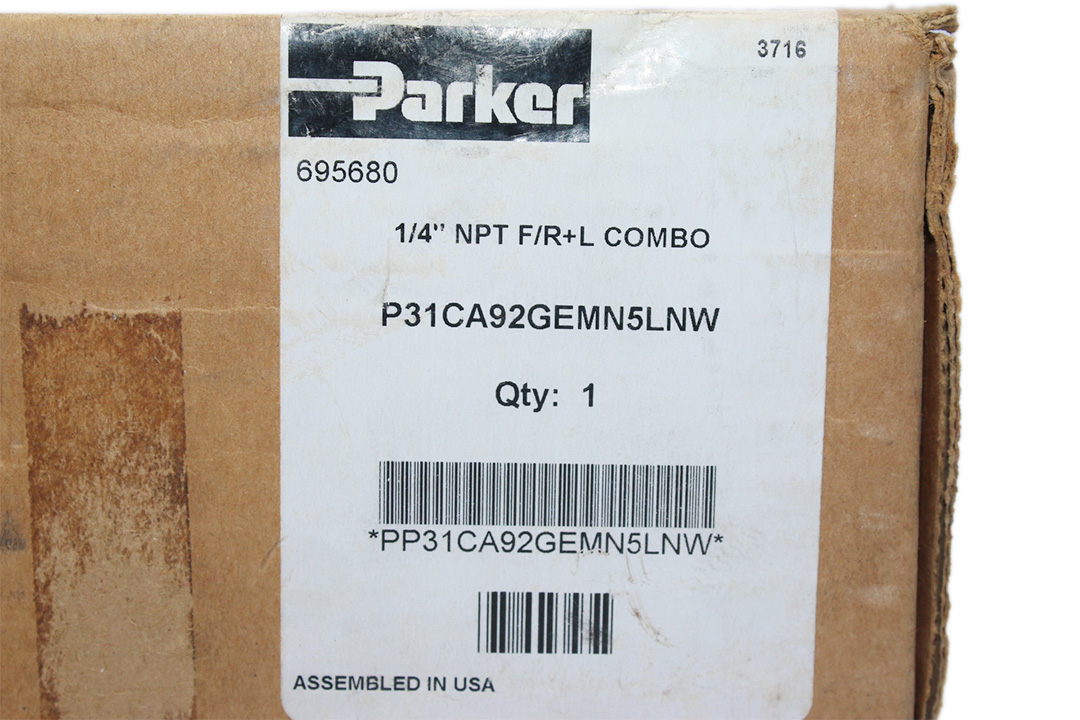 Parker
3716
695680
1/4" NPT F/R+L COMBO
P31CA92GEMN5LNW
Qty: 1
*PP31CA92GEMN5LNW*
ASSEMBLED IN USA